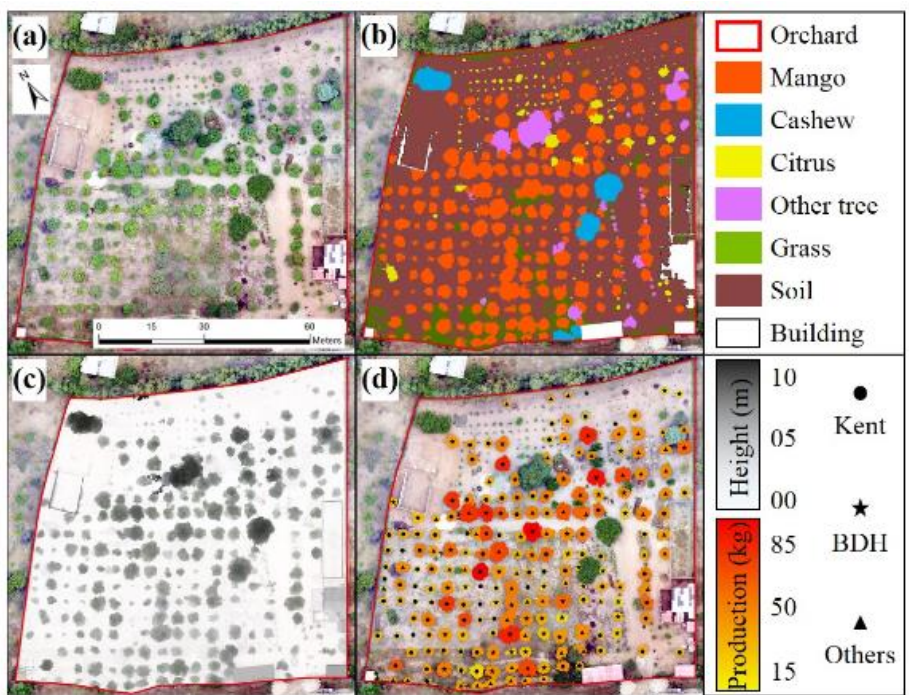 (a)
N
0 15 30 60
Meters
(b)
Orchard
Mango
Cashew
Citrus
Other tree
Grass
Soil
Building
(c)
(d)
Height (m)
10
05
00
Production (kg)
85
50
15
Kent
BDH
Others